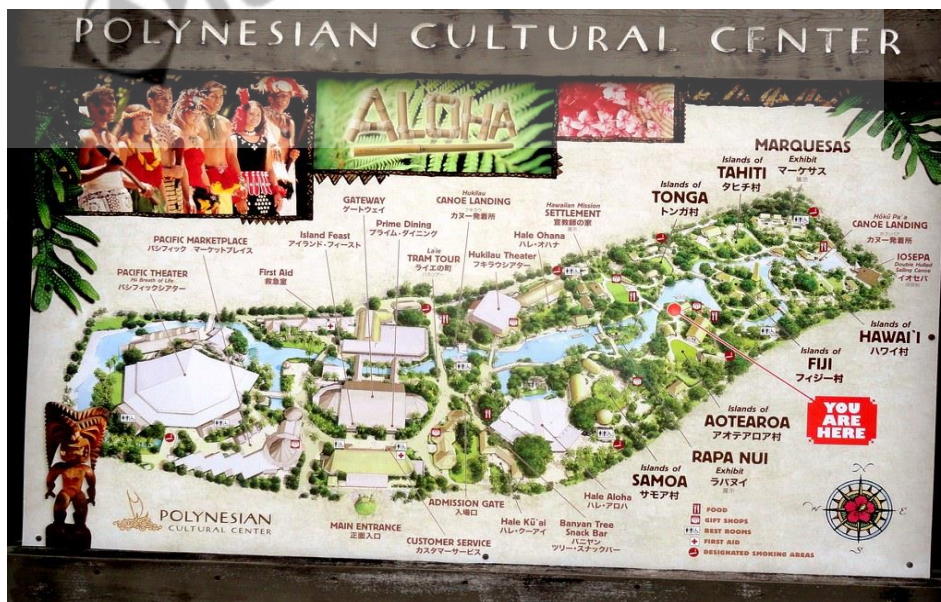 POLYNESIAN CULTURAL CENTER
ALOHA
MARQUESAS
Exhibit
マーケサス
展示
Islands of
TAHITI
タヒチ村
Islands of
TONGA
トンガ村
Hukilau
CANOE LANDING
カヌー発着所
GATEWAY
ゲートウェイ
Hawaiian Mission
SETTLEMENT
宣教師の家
Prime Dining
プライム・ダイニング
Island Feast
アイランド・フィースト
PACIFIC MARKETPLACE
パシフィック マーケットプレイス
Hale Ohana
ハレ・オハナ
Laie
TRAM TOUR
ライエの町
Hukilau Theater
フキラウシアター
PACIFIC THEATER
Hā: Breath of Life
パシフィックシアター
First Aid
救急室
Hōkū Pa'a
CANOE LANDING
カヌー発着所
IOSEPA
Double Hulled
Sailing Canoe
イオセパ
Islands of
HAWAI'I
ハワイ村
Islands of
FIJI
フィジー村
YOU
ARE
HERE
Islands of
AOTEAROA
アオテアロア村
RAPA NUI
Exhibit
ラパヌイ
展示
Islands of
SAMOA
サモア村
Hale Aloha
ハレ・アロハ
Banyan Tree
Snack Bar
バニヤン
ツリー・スナックバー
Hale Kū'ai
ハレ・クーアイ
ADMISSION GATE
入場口
CUSTOMER SERVICE
カスタマーサービス
MAIN ENTRANCE
正面入口
POLYNESIAN
CULTURAL CENTER
FOOD
GIFT SHOPS
REST ROOMS
FIRST AID
DESIGNATED SMOKING AREAS
N
W
E
S